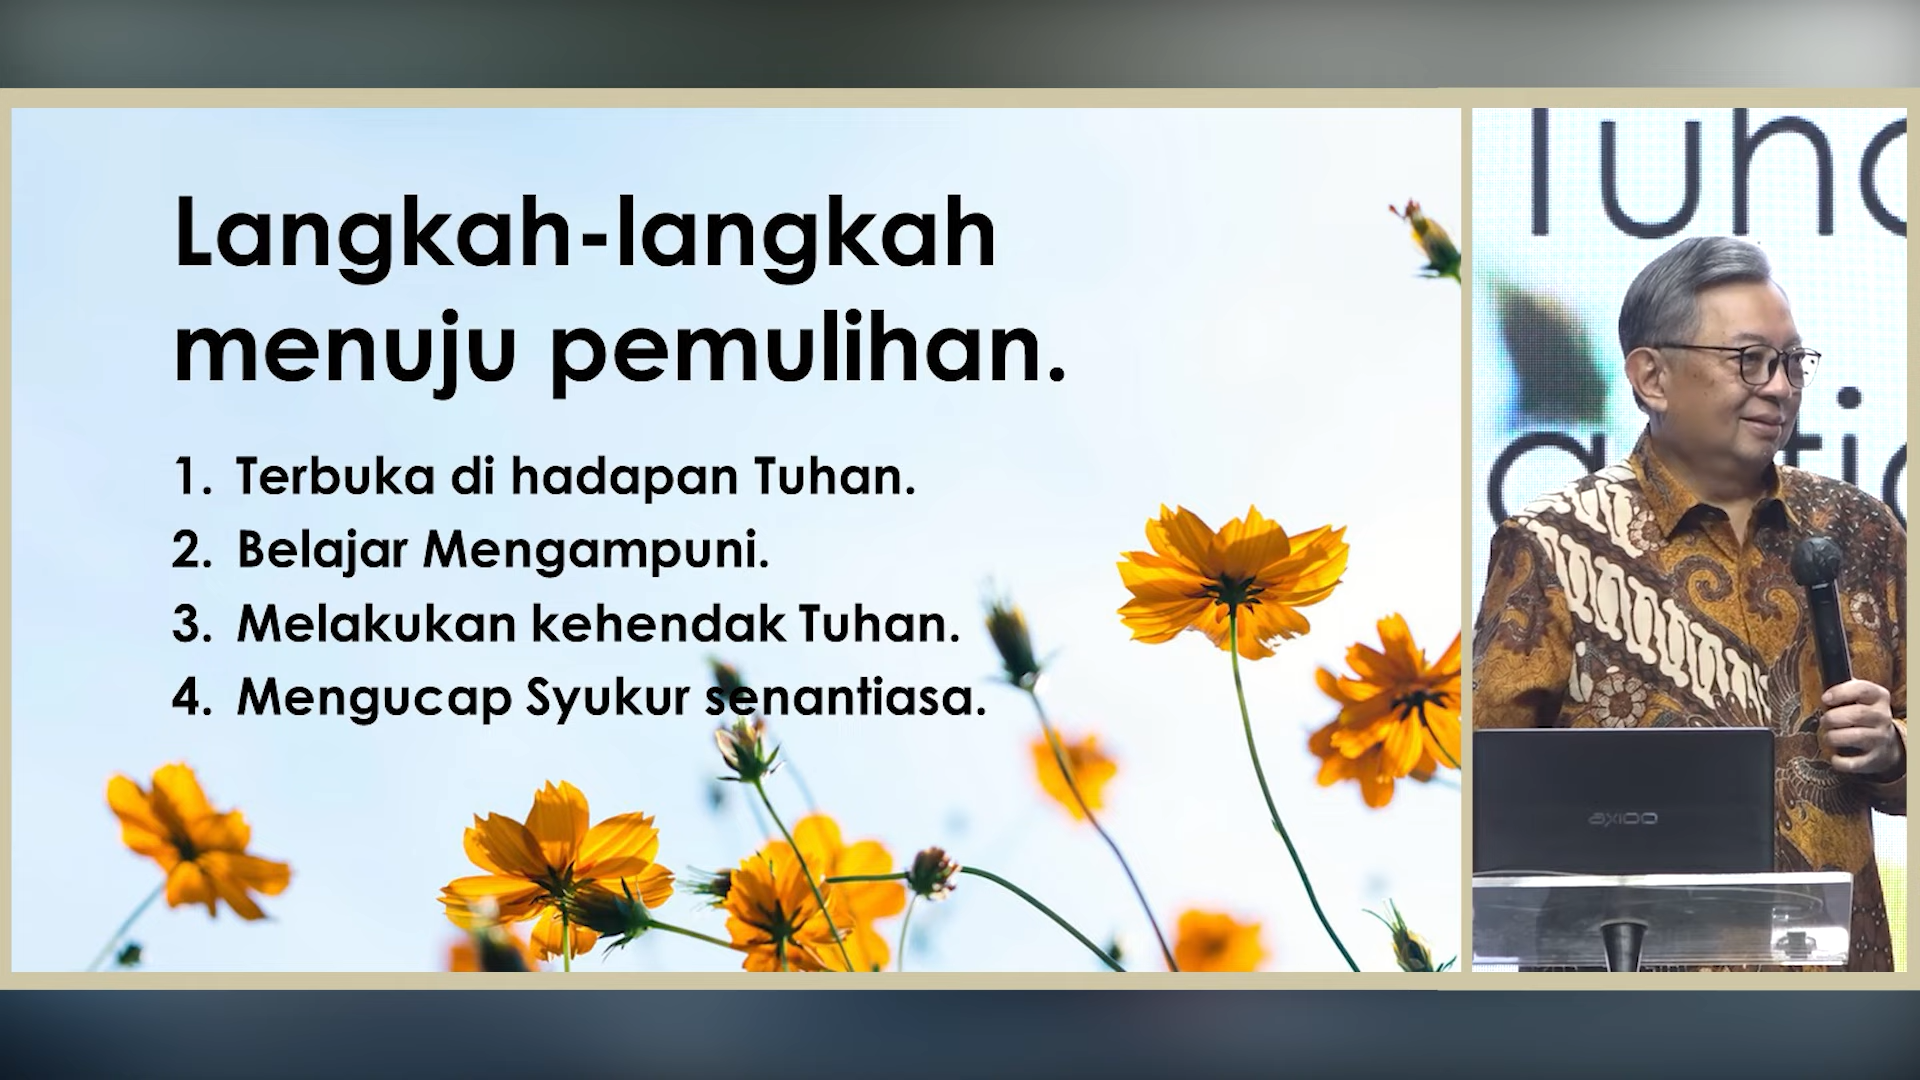 Langkah-langkah
menuju pemulihan.
1. Terbuka di hadapan Tuhan.
2. Belajar Mengampuni.
3. Melakukan kehendak Tuhan.
4. Mengucap Syukur senantiasa.
AXIOO